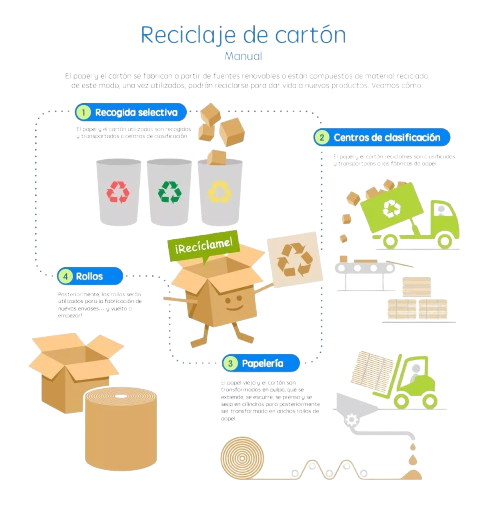 Reciclaje de cartón
Manual
El papel y el cartón se fabrican a partir de fuentes renovables o están compuestos de material reciclado,
de este modo, una vez utilizados, podrán reciclarse para dar vida a nuevos productos. Veamos cómo:
1 Recogida selectiva
El papel y el cartón utilizados son recogidos
y transportados a centros de clasificación
2 Centros de clasificación
El papel y el cartón reciclables son clasificados
y transportados a las fábricas de papel
¡Recíclame!
4 Rollos
Posteriormente, los rollos serán
utilizados para la fabricación de
nuevos envases... y vuelta a
empezar!
3 Papelería
El papel viejo y el cartón son
transformados en pulpa, que se
extiende, se escurre, se prensa y se
seca en cilindros para posteriormente
ser transformado en anchos rollos de
papel